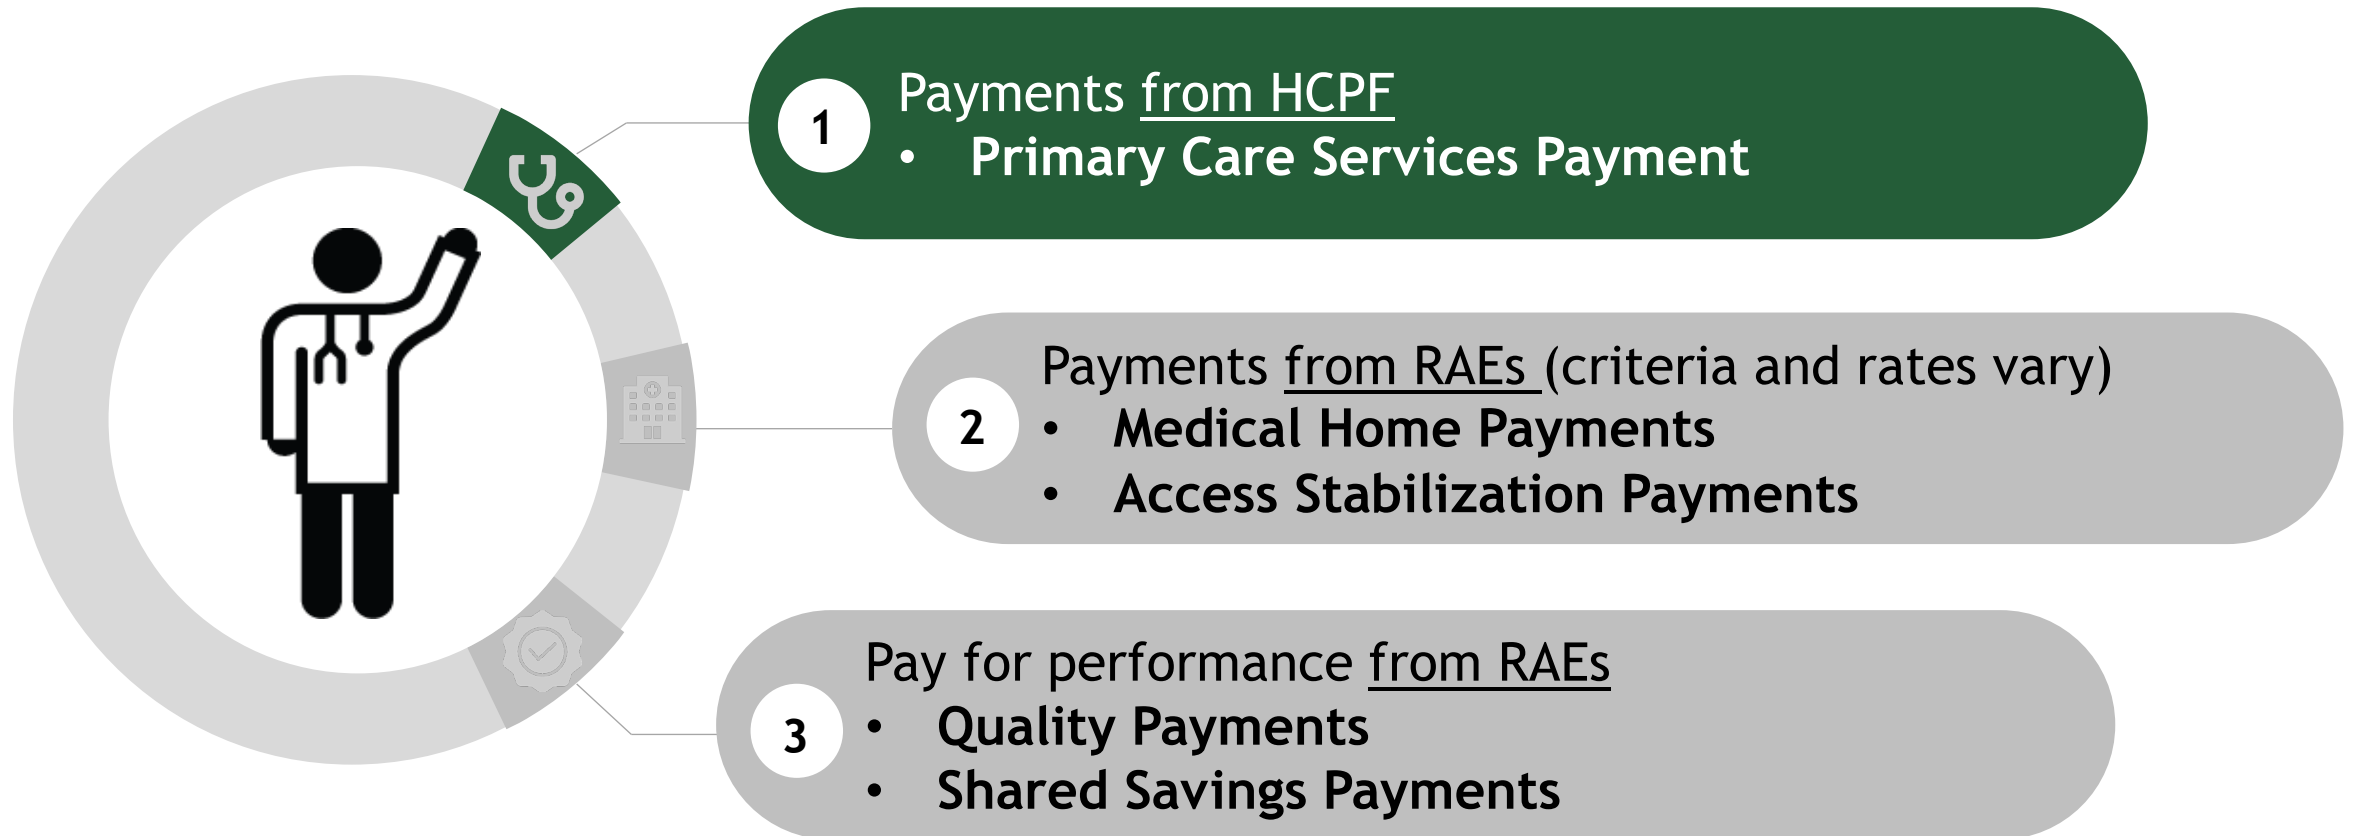 1
Payments from HCPF
• Primary Care Services Payment
2
Payments from RAEs (criteria and rates vary)
• Medical Home Payments
• Access Stabilization Payments
3
Pay for performance from RAEs
• Quality Payments
• Shared Savings Payments